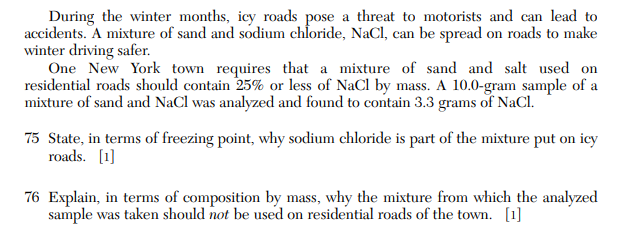 During the winter months, icy roads pose a threat to motorists and can lead to
accidents. A mixture of sand and sodium chloride, NaCl, can be spread on roads to make
winter driving safer.
One New York town requires that a mixture of sand and salt used on
residential roads should contain 25% or less of NaCl by mass. A 10.0-gram sample of a
mixture of sand and NaCl was analyzed and found to contain 3.3 grams of NaCl.
75 State, in terms of freezing point, why sodium chloride is part of the mixture put on icy
roads. [1]
76 Explain, in terms of composition by mass, why the mixture from which the analyzed
sample was taken should not be used on residential roads of the town. [1]